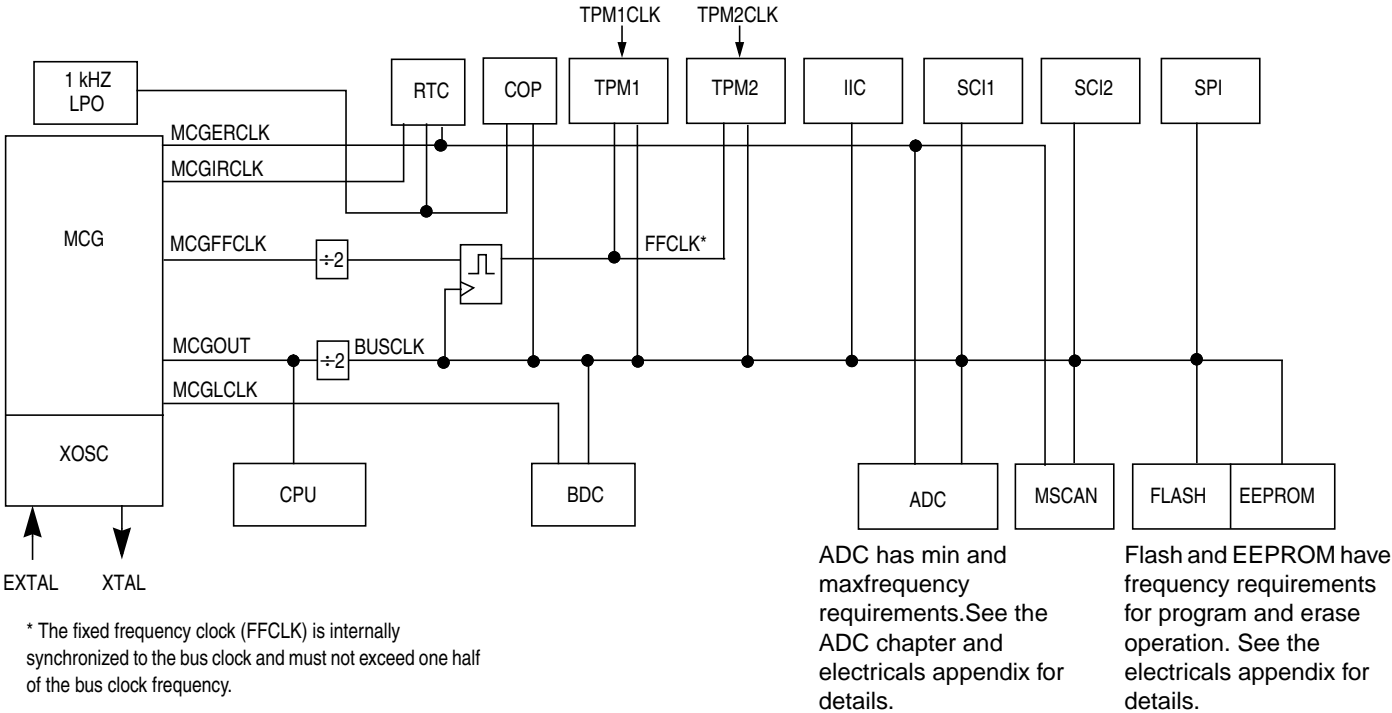 TPM1CLK
TPM2CLK
1 kHZ
LPO
RTC
COP
TPM1
TPM2
IIC
SCI1
SCI2
SPI
MCGERCLK
MCGIRCLK
MCG
MCGFFCLK
÷2
FFCLK*
MCGOUT
÷2
BUSCLK
MCGLCLK
XOSC
CPU
BDC
ADC
MSCAN
FLASH
EEPROM
EXTAL
XTAL
ADC has min and
maxfrequency
requirements.See the
ADC chapter and
electricals appendix for
details.
Flash and EEPROM have
frequency requirements
for program and erase
operation. See the
electricals appendix for
details.
* The fixed frequency clock (FFCLK) is internally
synchronized to the bus clock and must not exceed one half
of the bus clock frequency.